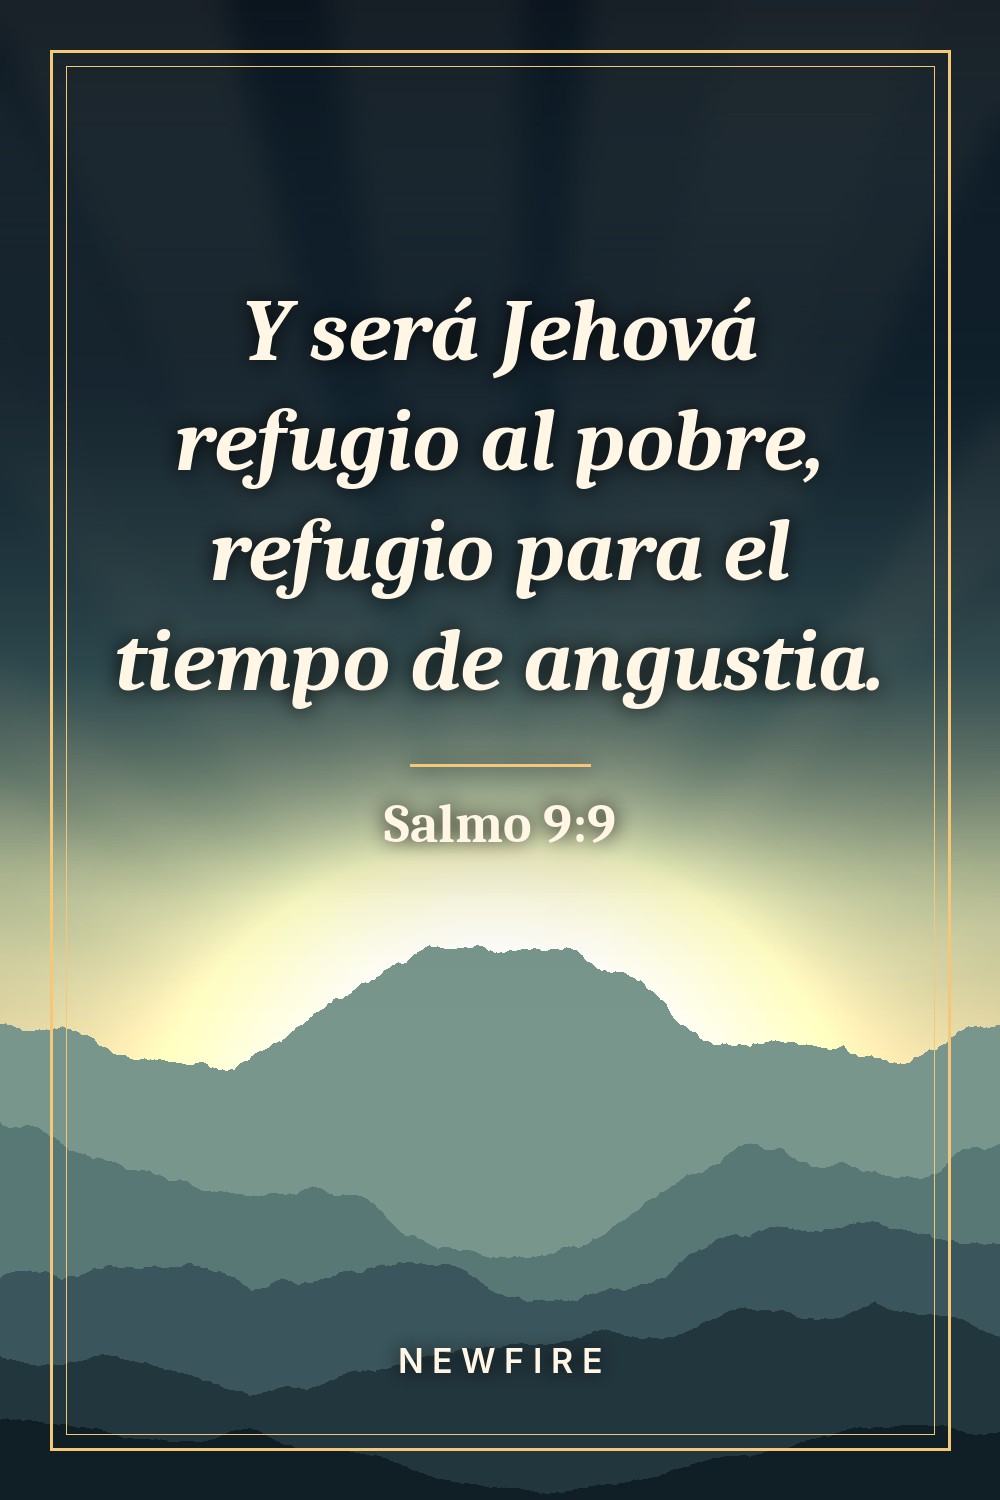 Y será Jehová
refugio al pobre,
refugio para el
tiempo de angustia.
Salmo 9:9
NEWFIRE